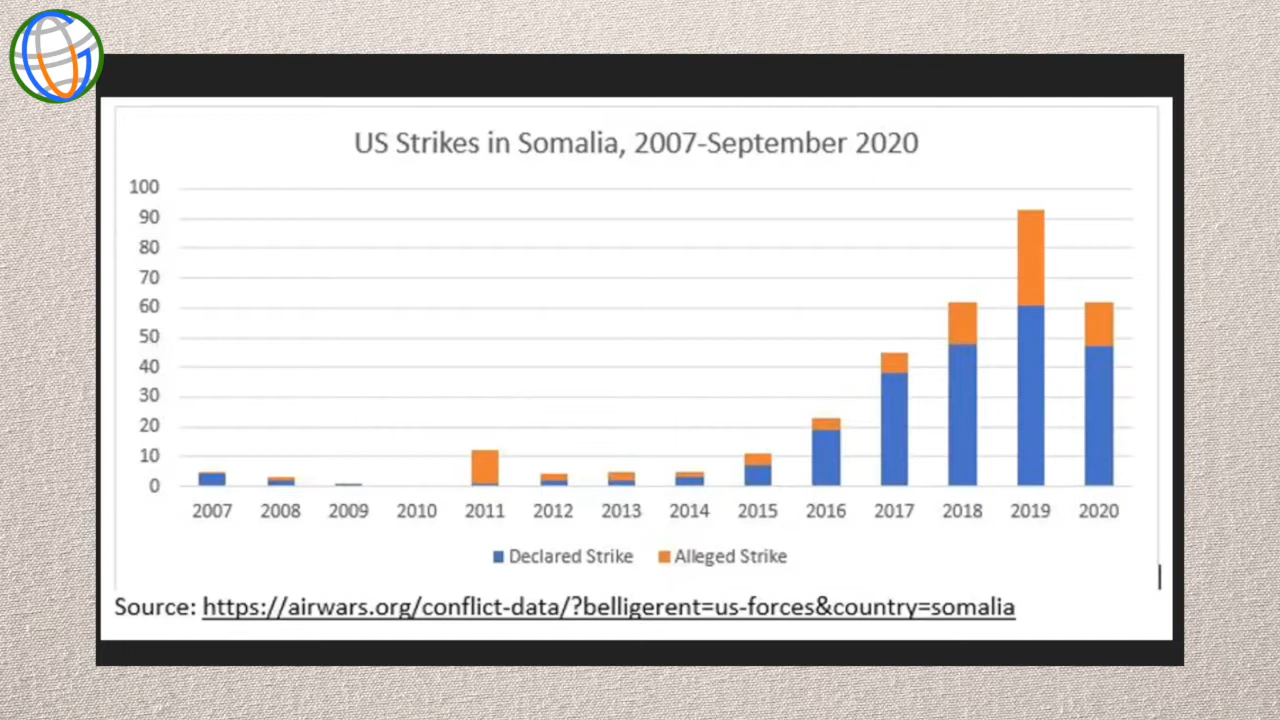 US Strikes in Somalia, 2007-September 2020
100
90
80
70
60
50
40
30
20
10
0
2007 2008 2009 2010 2011 2012 2013 2014 2015 2016 2017 2018 2019 2020
Declared Strike Alleged Strike
Source: https://airwars.org/conflict-data/?belligerent=us-forces&country=somalia